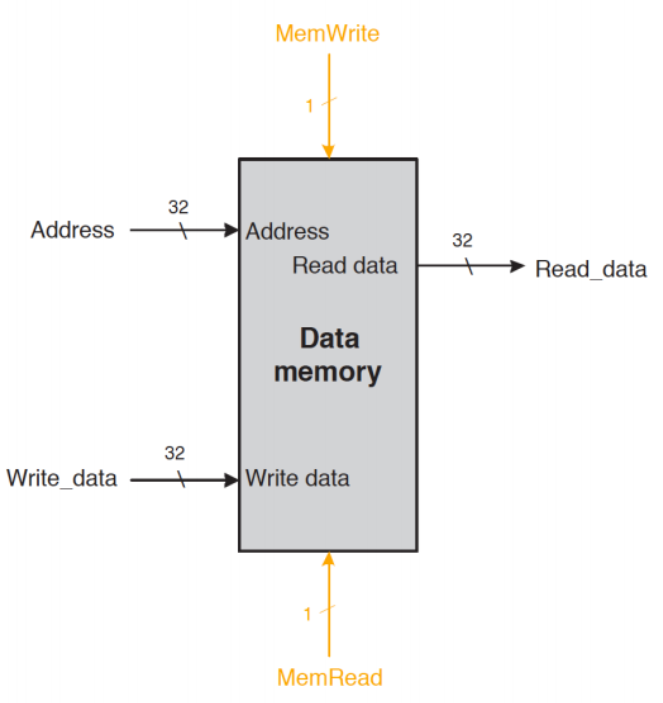 MemWrite
1
32
Address
Address
32
Read data
Read_data
Data
memory
32
Write_data
Write data
1
MemRead